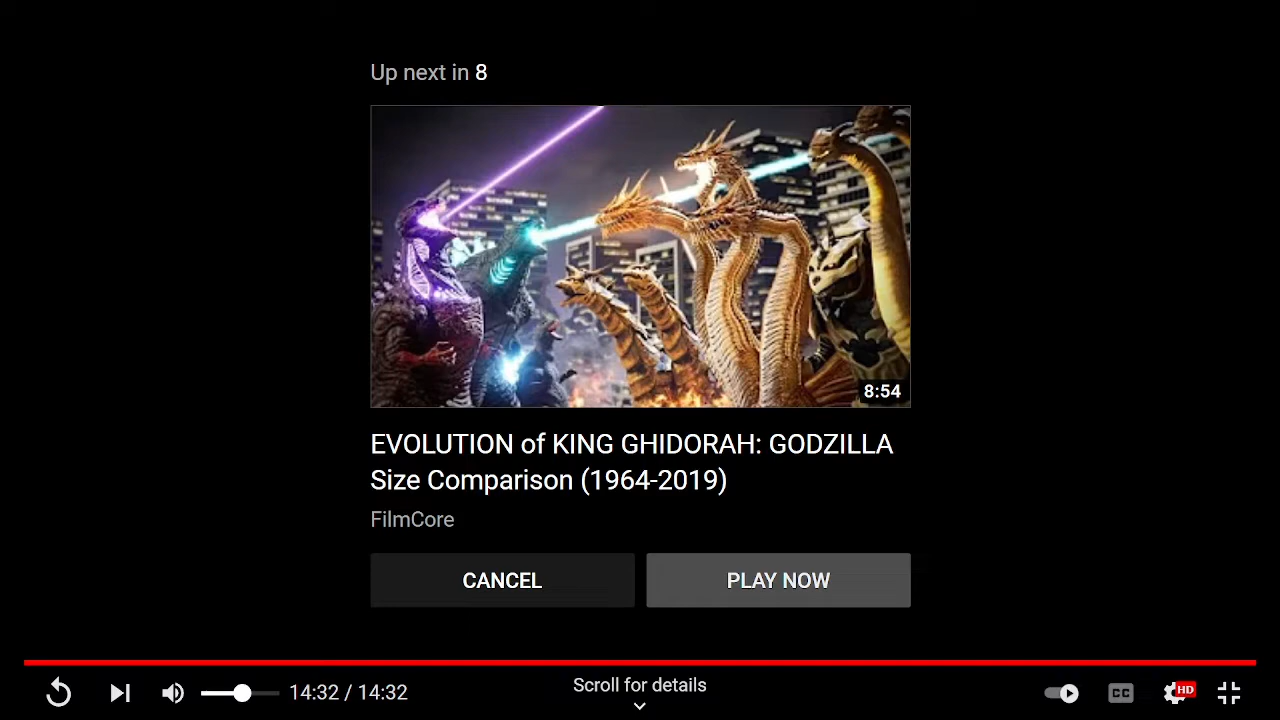 Up next in 8
8:54
EVOLUTION of KING GHIDORAH: GODZILLA
Size Comparison (1964-2019)
FilmCore
CANCEL
PLAY NOW
14:32 / 14:32
Scroll for details
CC
HD